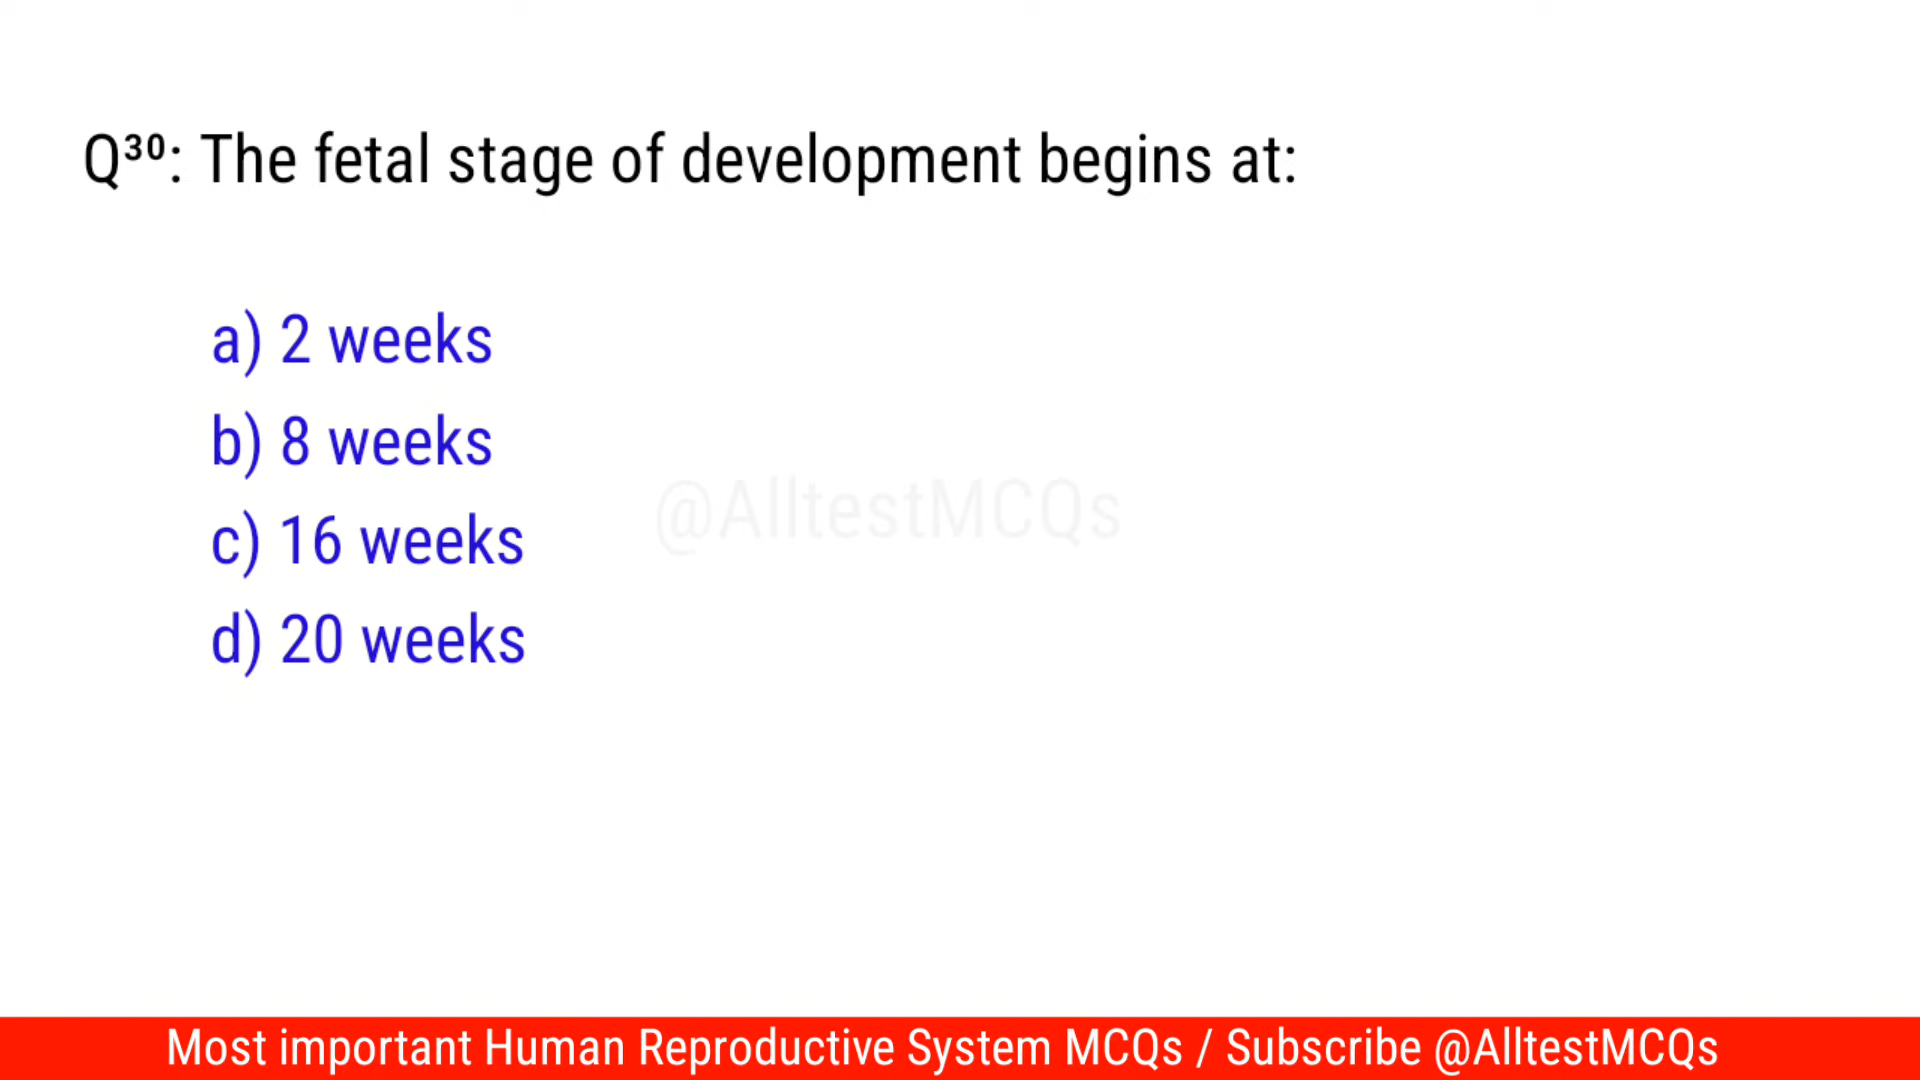 Q³⁰: The fetal stage of development begins at:
a) 2 weeks
b) 8 weeks
@AlltestMCQs
c) 16 weeks
d) 20 weeks
Most important Human Reproductive System MCQs / Subscribe @AlltestMCQs